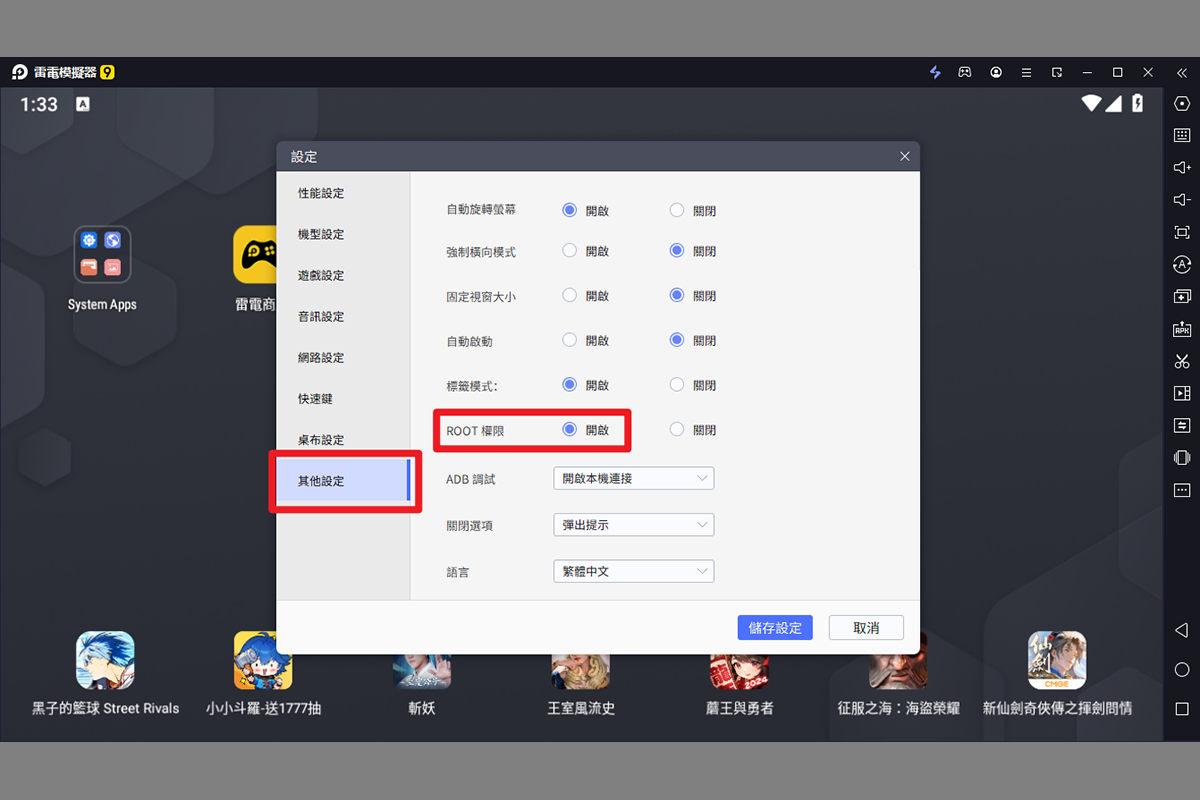 雷電模擬器 9
1:33 A
設定
性能設定
機型設定
遊戲設定
音訊設定
網路設定
快速鍵
桌布設定
其他設定
自動旋轉螢幕 開啟 關閉
強制橫向模式 開啟 關閉
固定視窗大小 開啟 關閉
自動啟動 開啟 關閉
標籤模式: 開啟 關閉
ROOT 權限 開啟 關閉
ADB 調試 開啟本機連接
關閉選項 彈出提示
語言 繁體中文
儲存設定 取消
System Apps
雷電商
黑子的籃球 Street Rivals
小小斗羅-送1777抽
斬妖
王室風流史
2024
蘑王與勇者
征服之海：海盜榮耀
仙劍
CMGE
新仙劍奇俠傳之揮劍問情
APK